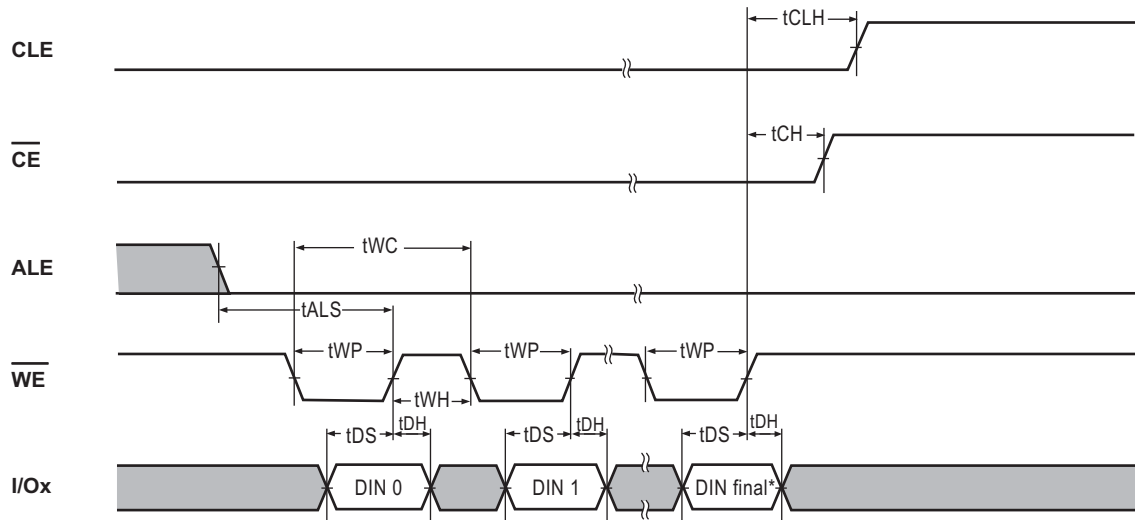 tCLH
CLE
tCH
CE
tWC
ALE
tALS
tWP tWP tWP
WE
tWH
tDS tDH tDS tDH tDS tDH
I/Ox DIN 0 DIN 1 DIN final*